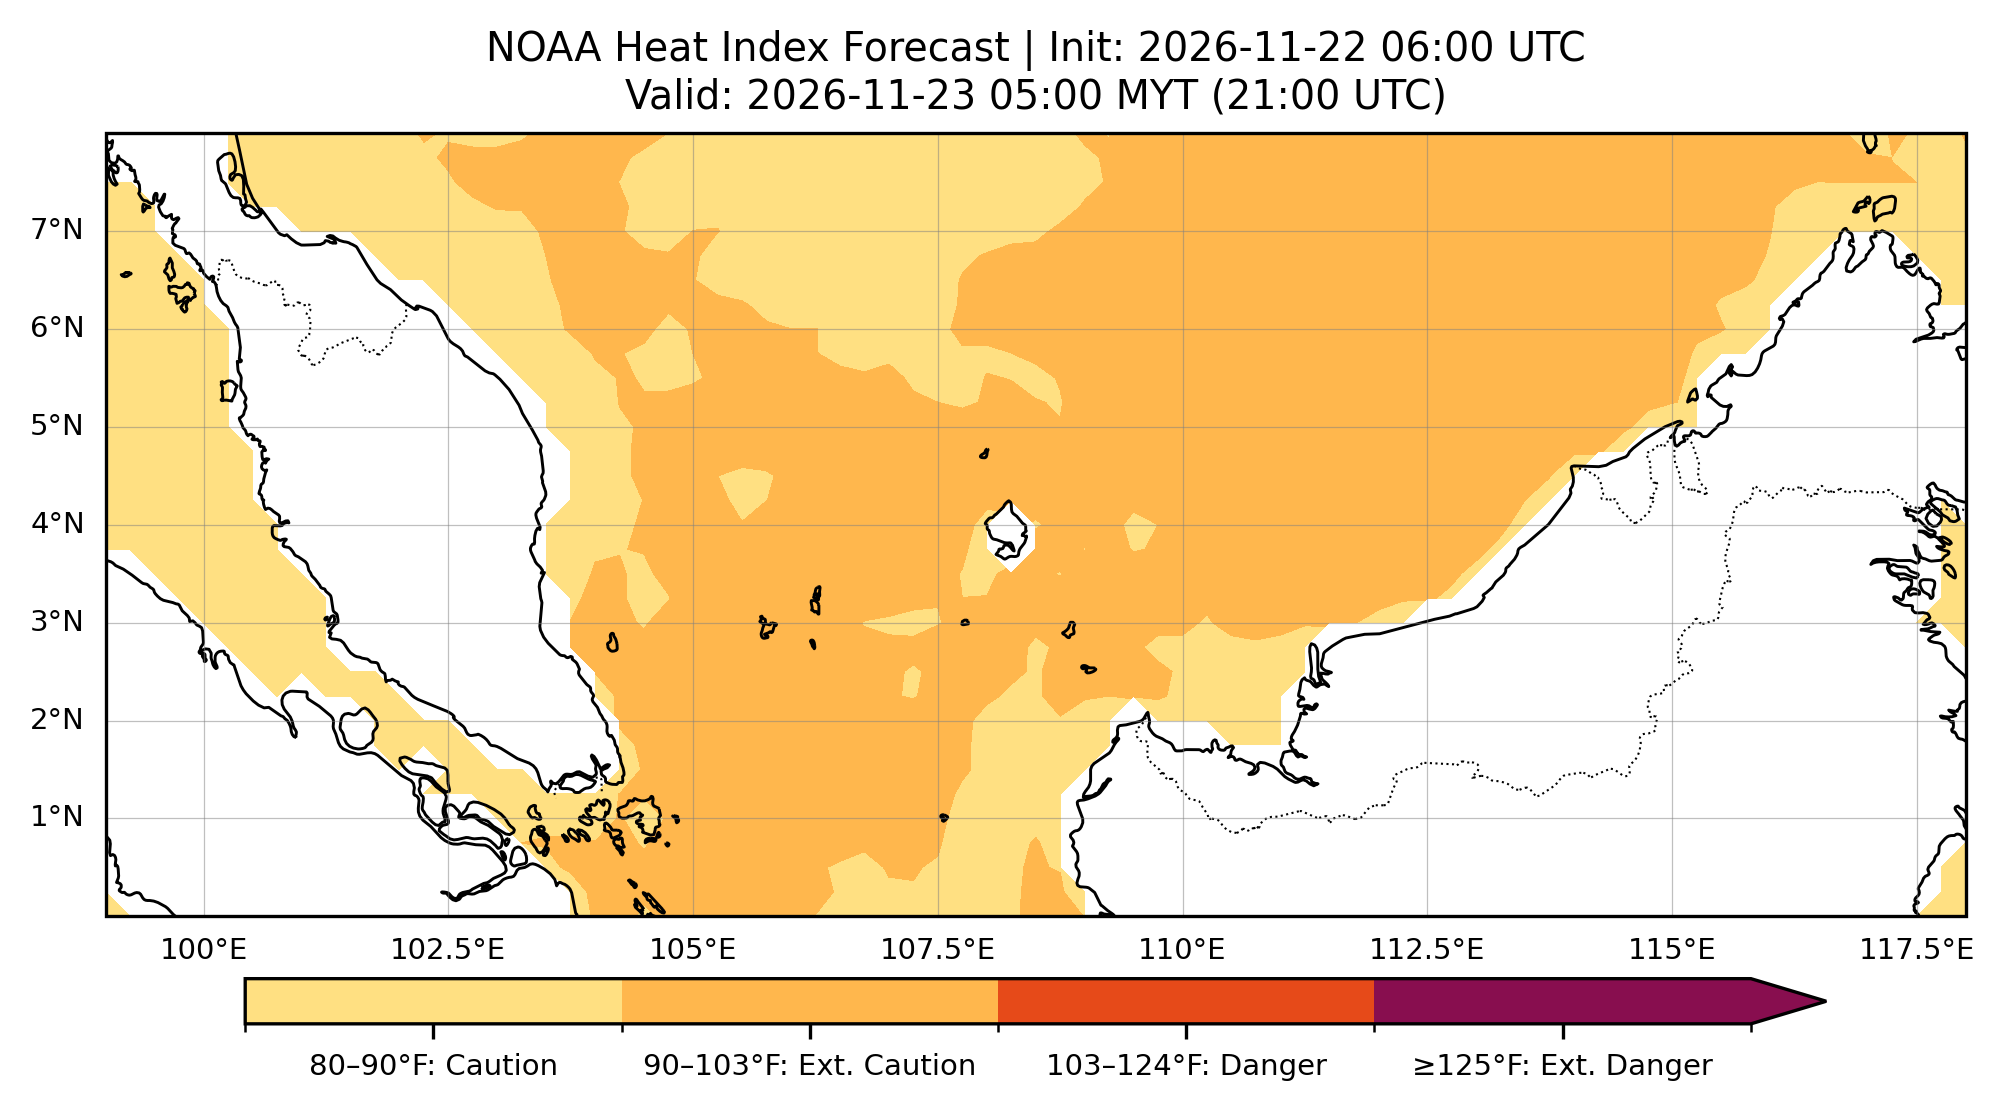 NOAA Heat Index Forecast | Init: 2026-11-22 06:00 UTC
Valid: 2026-11-23 05:00 MYT (21:00 UTC)
7°N
6°N
5°N
4°N
3°N
2°N
1°N
100°E 102.5°E 105°E 107.5°E 110°E 112.5°E 115°E 117.5°E
80–90°F: Caution 90–103°F: Ext. Caution 103–124°F: Danger ≥125°F: Ext. Danger